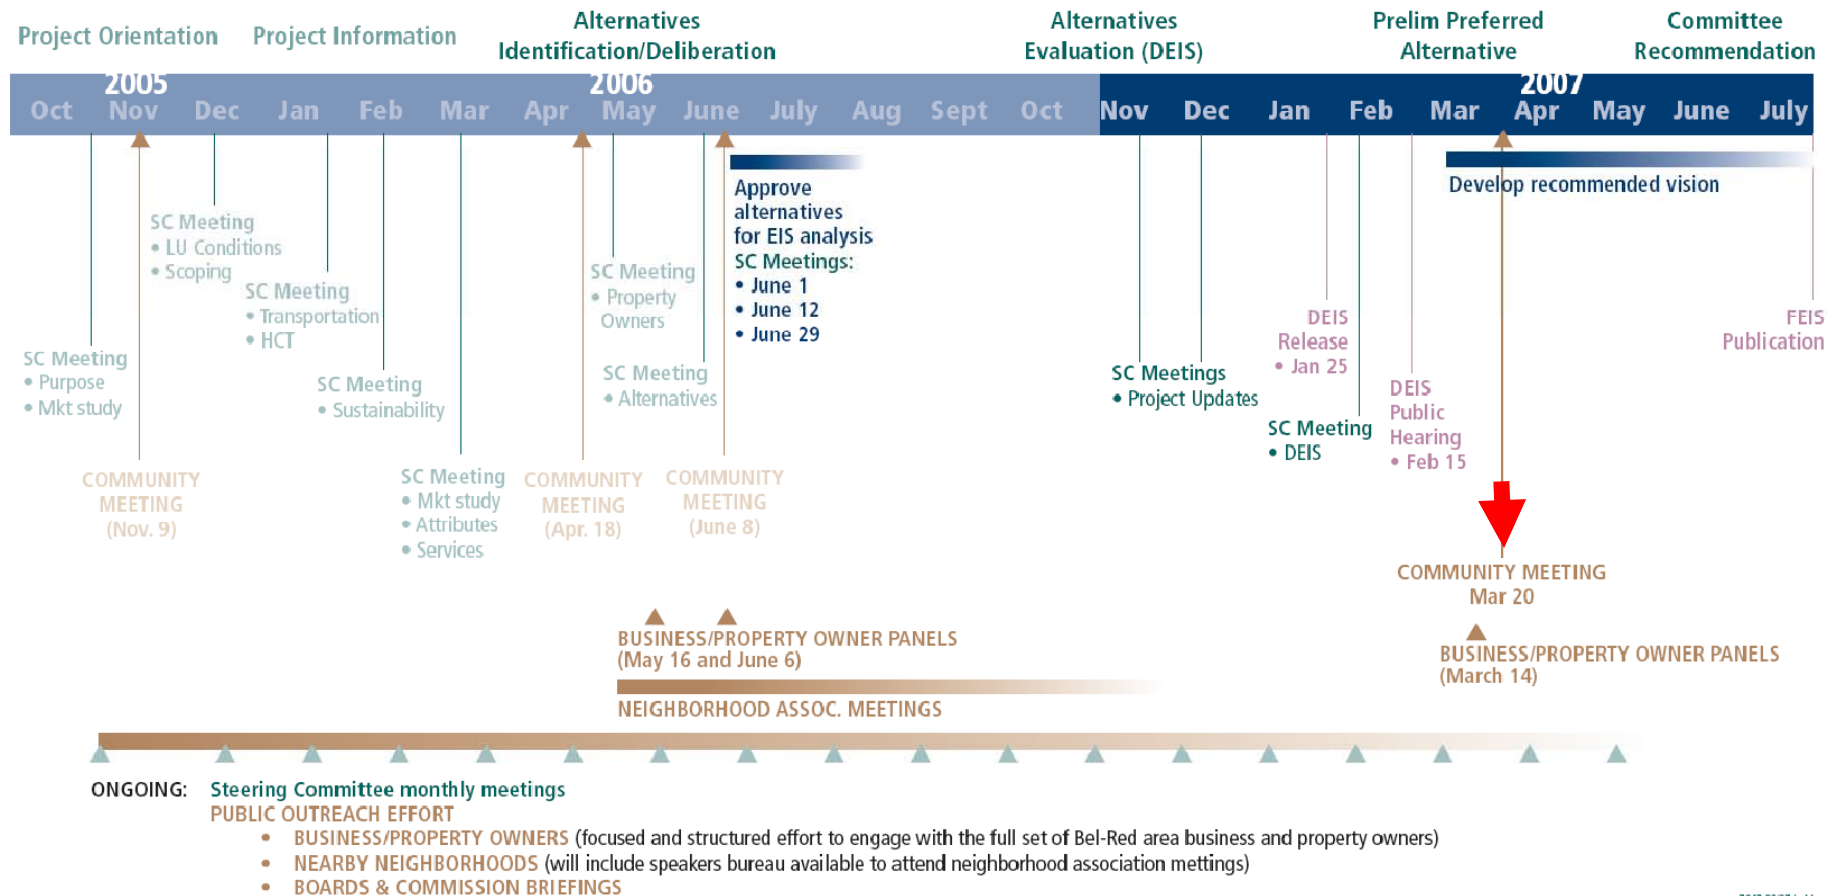 Project Orientation
Project Information
Alternatives
Identification/Deliberation
Alternatives
Evaluation (DEIS)
Prelim Preferred
Alternative
Committee
Recommendation
2005
2006
2007
Oct Nov Dec Jan Feb Mar Apr May June July Aug Sept Oct Nov Dec Jan Feb Mar Apr May June July
SC Meeting
• Purpose
• Mkt study
COMMUNITY
MEETING
(Nov. 9)
SC Meeting
• LU Conditions
• Scoping
SC Meeting
• Transportation
• HCT
SC Meeting
• Sustainability
SC Meeting
• Mkt study
• Attributes
• Services
COMMUNITY
MEETING
(Apr. 18)
SC Meeting
• Property
Owners
SC Meeting
• Alternatives
COMMUNITY
MEETING
(June 8)
Approve
alternatives
for EIS analysis
SC Meetings:
• June 1
• June 12
• June 29
SC Meetings
• Project Updates
DEIS
Release
• Jan 25
SC Meeting
• DEIS
DEIS
Public
Hearing
• Feb 15
Develop recommended vision
FEIS
Publication
COMMUNITY MEETING
Mar 20
BUSINESS/PROPERTY OWNER PANELS
(May 16 and June 6)
BUSINESS/PROPERTY OWNER PANELS
(March 14)
NEIGHBORHOOD ASSOC. MEETINGS
ONGOING: Steering Committee monthly meetings
PUBLIC OUTREACH EFFORT
• BUSINESS/PROPERTY OWNERS (focused and structured effort to engage with the full set of Bel-Red area business and property owners)
• NEARBY NEIGHBORHOODS (will include speakers bureau available to attend neighborhood association mettings)
• BOARDS & COMMISSION BRIEFINGS